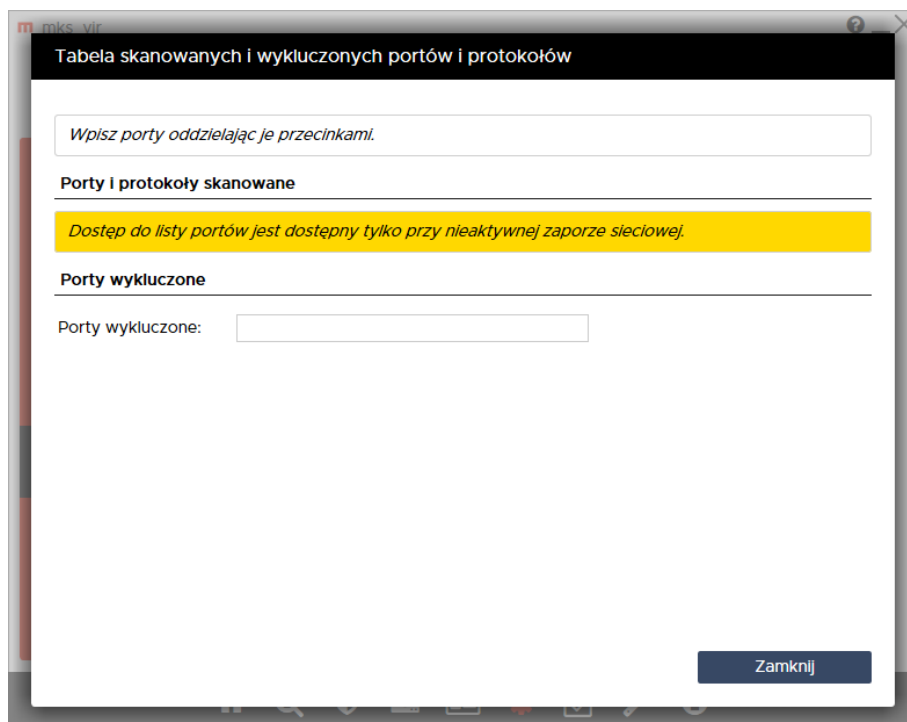 m mks_vir
Tabela skanowanych i wykluczonych portów i protokołów
Wpisz porty oddzielając je przecinkami.
Porty i protokoły skanowane
Dostęp do listy portów jest dostępny tylko przy nieaktywnej zaporze sieciowej.
Porty wykluczone
Porty wykluczone:
Zamknij